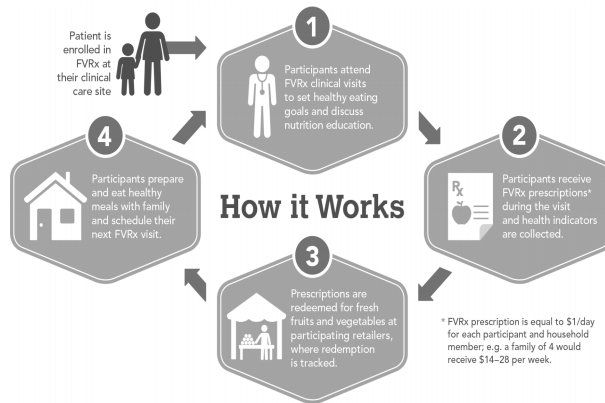 Patient is
enrolled in
FVRx at
their clinical
care site
1
Participants attend
FVRx clinical visits
to set healthy eating
goals and discuss
nutrition education.
2
Participants receive
FVRx prescriptions*
during the visit
and health indicators
are collected.
Rx
How it Works
3
Prescriptions are
redeemed for fresh
fruits and vegetables at
participating retailers,
where redemption
is tracked.
4
Participants prepare
and eat healthy
meals with family
and schedule their
next FVRx visit.
* FVRx prescription is equal to $1/day
for each participant and household
member; e.g. a family of 4 would
receive $14–28 per week.